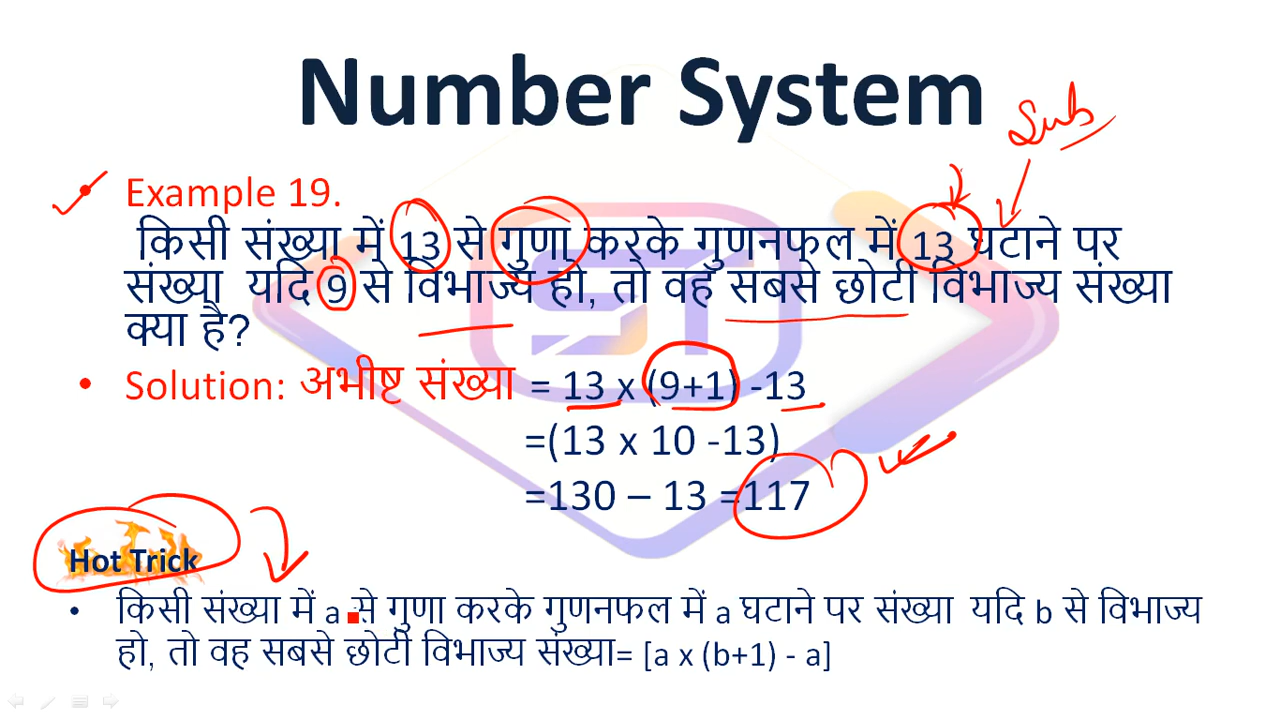 Number System
Sub
Example 19.
किसी संख्या में 13 से गुणा करके गुणनफल में 13 घटाने पर
संख्या यदि 9 से विभाज्य हो, तो वह सबसे छोटी विभाज्य संख्या
क्या है?
• Solution: अभीष्ट संख्या = 13 x (9+1) -13
=(13 x 10 -13)
=130 – 13 =117
Hot Trick
• किसी संख्या में a से गुणा करके गुणनफल में a घटाने पर संख्या यदि b से विभाज्य
हो, तो वह सबसे छोटी विभाज्य संख्या= [a x (b+1) - a]